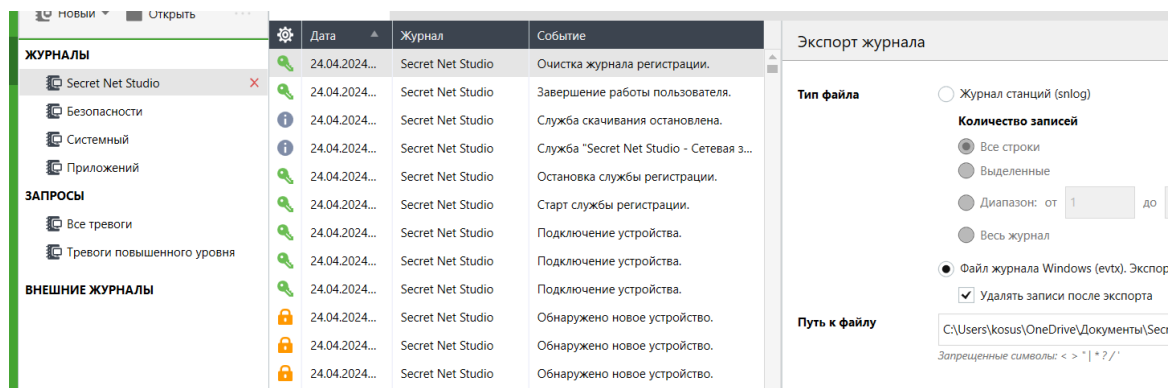 Новый
Открыть
ЖУРНАЛЫ
Secret Net Studio
Безопасности
Системный
Приложений
ЗАПРОСЫ
Все тревоги
Тревоги повышенного уровня
ВНЕШНИЕ ЖУРНАЛЫ
Дата Журнал Событие
24.04.2024... Secret Net Studio Очистка журнала регистрации.
24.04.2024... Secret Net Studio Завершение работы пользователя.
24.04.2024... Secret Net Studio Служба скачивания остановлена.
24.04.2024... Secret Net Studio Служба "Secret Net Studio - Сетевая з...
24.04.2024... Secret Net Studio Остановка службы регистрации.
24.04.2024... Secret Net Studio Старт службы регистрации.
24.04.2024... Secret Net Studio Подключение устройства.
24.04.2024... Secret Net Studio Подключение устройства.
24.04.2024... Secret Net Studio Подключение устройства.
24.04.2024... Secret Net Studio Обнаружено новое устройство.
24.04.2024... Secret Net Studio Обнаружено новое устройство.
24.04.2024... Secret Net Studio Обнаружено новое устройство.
Экспорт журнала
Тип файла
Журнал станций (snlog)
Количество записей
Все строки
Выделенные
Диапазон: от 1 до
Весь журнал
Файл журнала Windows (evtx). Экспор
Удалять записи после экспорта
Путь к файлу
C:\Users\kosus\OneDrive\Документы\Secr
Запрещенные символы: < > " | * ? / '